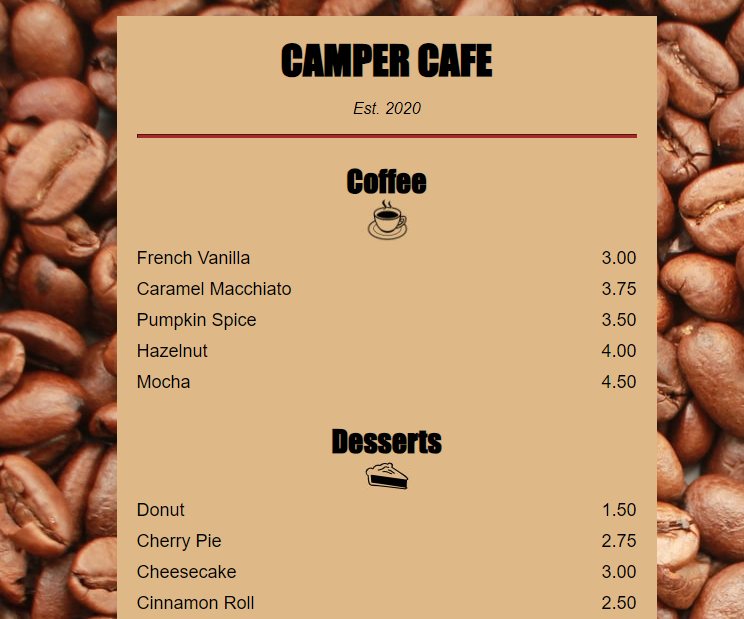 CAMPER CAFE
Est. 2020
Coffee
French Vanilla 3.00
Caramel Macchiato 3.75
Pumpkin Spice 3.50
Hazelnut 4.00
Mocha 4.50
Desserts
Donut 1.50
Cherry Pie 2.75
Cheesecake 3.00
Cinnamon Roll 2.50